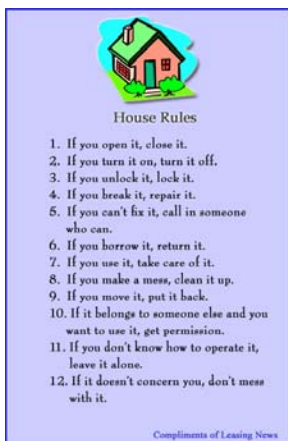 House Rules
1. If you open it, close it.
2. If you turn it on, turn it off.
3. If you unlock it, lock it.
4. If you break it, repair it.
5. If you can't fix it, call in someone
who can.
6. If you borrow it, return it.
7. If you use it, take care of it.
8. If you make a mess, clean it up.
9. If you move it, put it back.
10. If it belongs to someone else and you
want to use it, get permission.
11. If you don't know how to operate it,
leave it alone.
12. If it doesn't concern you, don't mess
with it.
Compliments of Leasing News